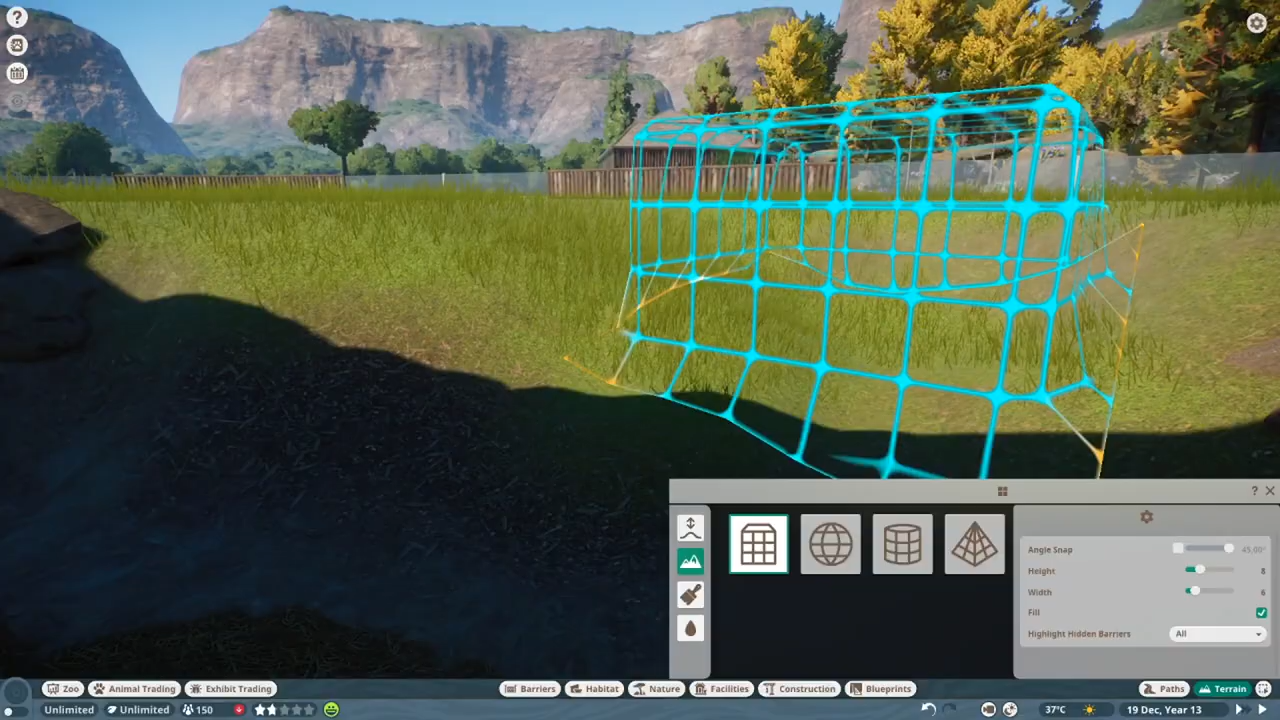 ?
Angle Snap 45.00°
Height 8
Width 6
Fill
Highlight Hidden Barriers All
Zoo Animal Trading Exhibit Trading Barriers Habitat Nature Facilities Construction Blueprints Paths Terrain
Unlimited Unlimited 150 37°C 19 Dec, Year 13